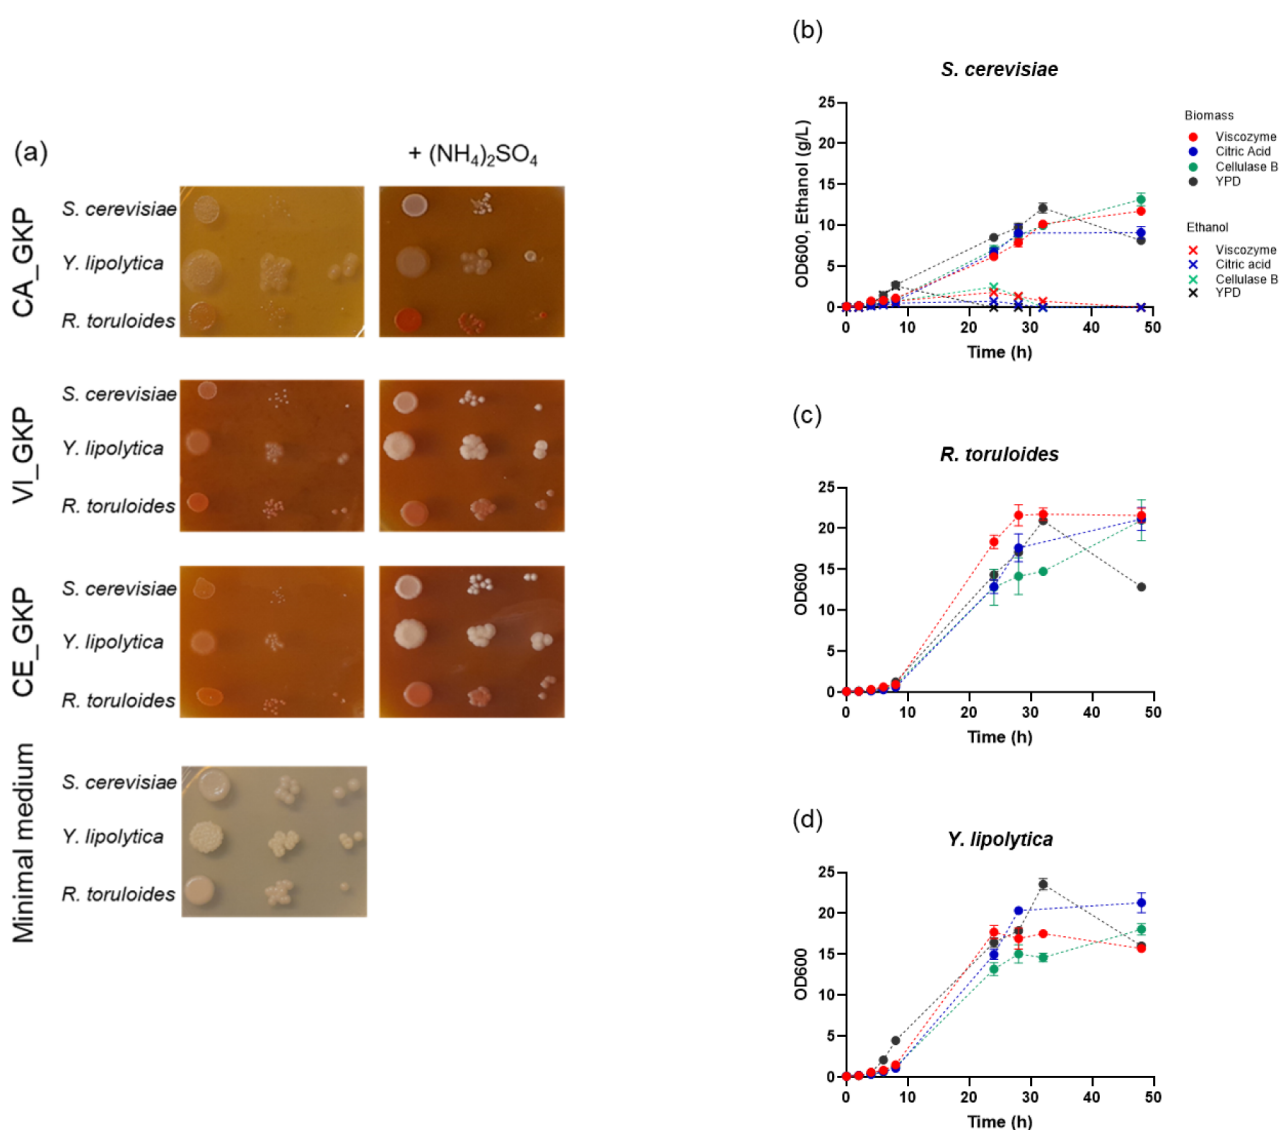 (a)
+ (NH4)2SO4
CA_GKP
S. cerevisiae
Y. lipolytica
R. toruloides
VI_GKP
S. cerevisiae
Y. lipolytica
R. toruloides
CE_GKP
S. cerevisiae
Y. lipolytica
R. toruloides
Minimal medium
S. cerevisiae
Y. lipolytica
R. toruloides
(b)
S. cerevisiae
OD600, Ethanol (g/L)
25
20
15
10
5
0
0 10 20 30 40 50
Time (h)
Biomass
Viscozyme
Citric Acid
Cellulase B
YPD
Ethanol
Viscozyme
Citric acid
Cellulase B
YPD
(c)
R. toruloides
OD600
25
20
15
10
5
0
0 10 20 30 40 50
Time (h)
(d)
Y. lipolytica
OD600
25
20
15
10
5
0
0 10 20 30 40 50
Time (h)